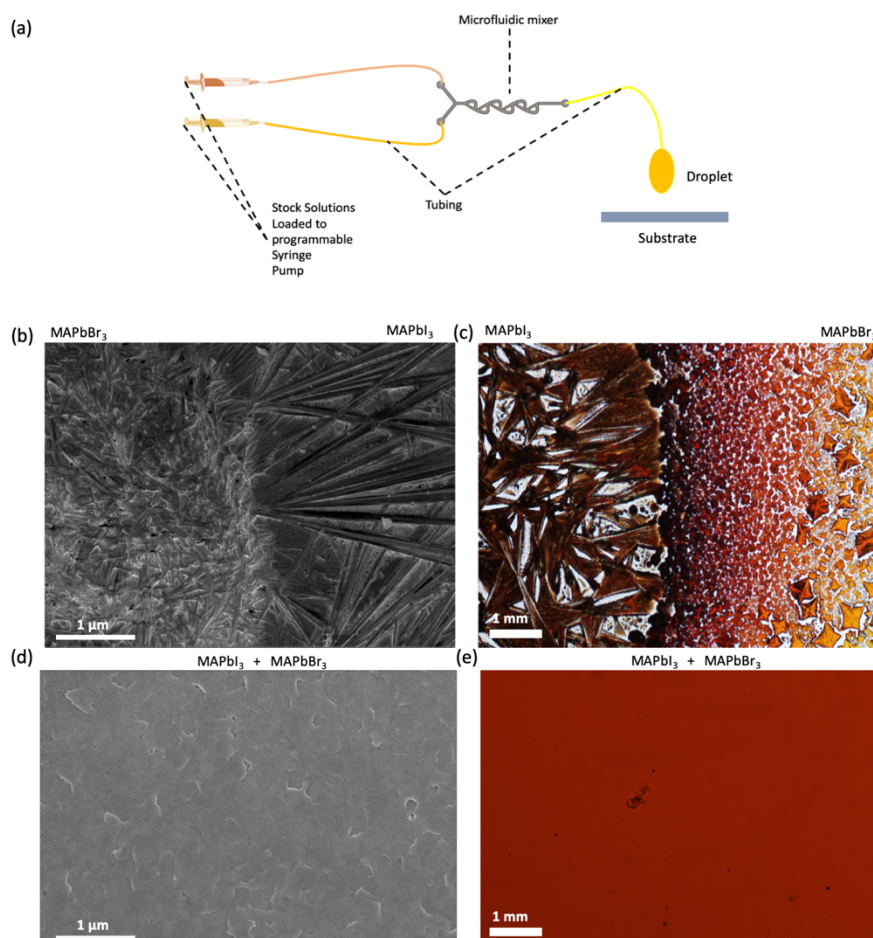 (a)
Microfluidic mixer
Droplet
Tubing
Substrate
Stock Solutions
Loaded to
programmable
Syringe
Pump
(b)
MAPbBr₃
MAPbI₃
1 μm
(c)
MAPbI₃
MAPbBr₃
1 mm
(d)
MAPbI₃ + MAPbBr₃
1 μm
(e)
MAPbI₃ + MAPbBr₃
1 mm